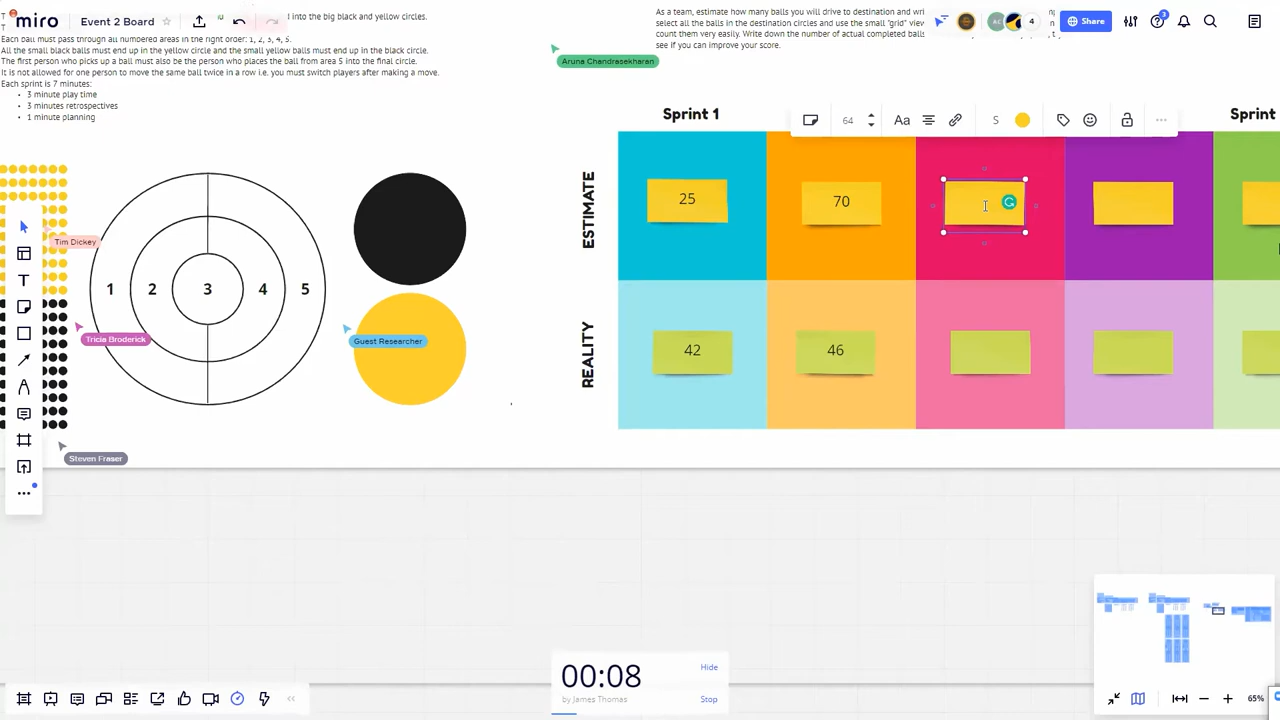 miro
Event 2 Board
d into the big black and yellow circles.
Each ball must pass through all numbered areas in the right order: 1, 2, 3, 4, 5.
All the small black balls must end up in the yellow circle and the small yellow balls must end up in the black circle.
The first person who picks up a ball must also be the person who places the ball from area 5 into the final circle.
It is not allowed for one person to move the same ball twice in a row i.e. you must switch players after making a move.
Each sprint is 7 minutes:
• 3 minute play time
• 3 minutes retrospectives
• 1 minute planning
As a team, estimate how many balls you will drive to destination and wri
select all the balls in the destination circles and use the small "grid" view
count them very easily. Write down the number of actual completed balls
see if you can improve your score.
AC
4
Share
3
Aruna Chandrasekharan
Sprint 1
Sprint
64
Aa
S
ESTIMATE
25
70
REALITY
42
46
Tim Dickey
Tricia Broderick
Guest Researcher
Steven Fraser
1 2 3 4 5
T
00:08
by James Thomas
Hide
Stop
65%